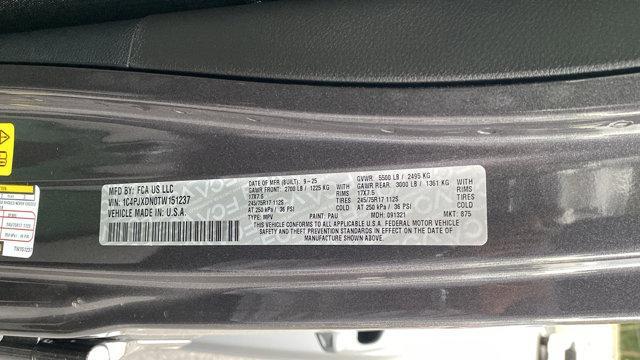 MFD BY: FCA US LLC
VIN: 1C4PJXDN0TW151237
VEHICLE MADE IN: U.S.A.
DATE OF MFR (BUILT): 9-25
GVWR: 5500 LB / 2495 KG
GAWR FRONT: 2700 LB / 1225 KG WITH
GAWR REAR: 3000 LB / 1361 KG WITH
17X7.5 RIMS
17X7.5 RIMS
245/75R17 112S TIRES
245/75R17 112S TIRES
AT 250 kPa / 36 PSI COLD
AT 250 kPa / 36 PSI COLD
TYPE: MPV PAINT: PAU MDH: 091321 MKT: 875
THIS VEHICLE CONFORMS TO ALL APPLICABLE U.S.A. FEDERAL MOTOR VEHICLE
SAFETY AND THEFT PREVENTION STANDARDS IN EFFECT ON THE DATE OF
MANUFACTURE SHOWN ABOVE.
TW151237